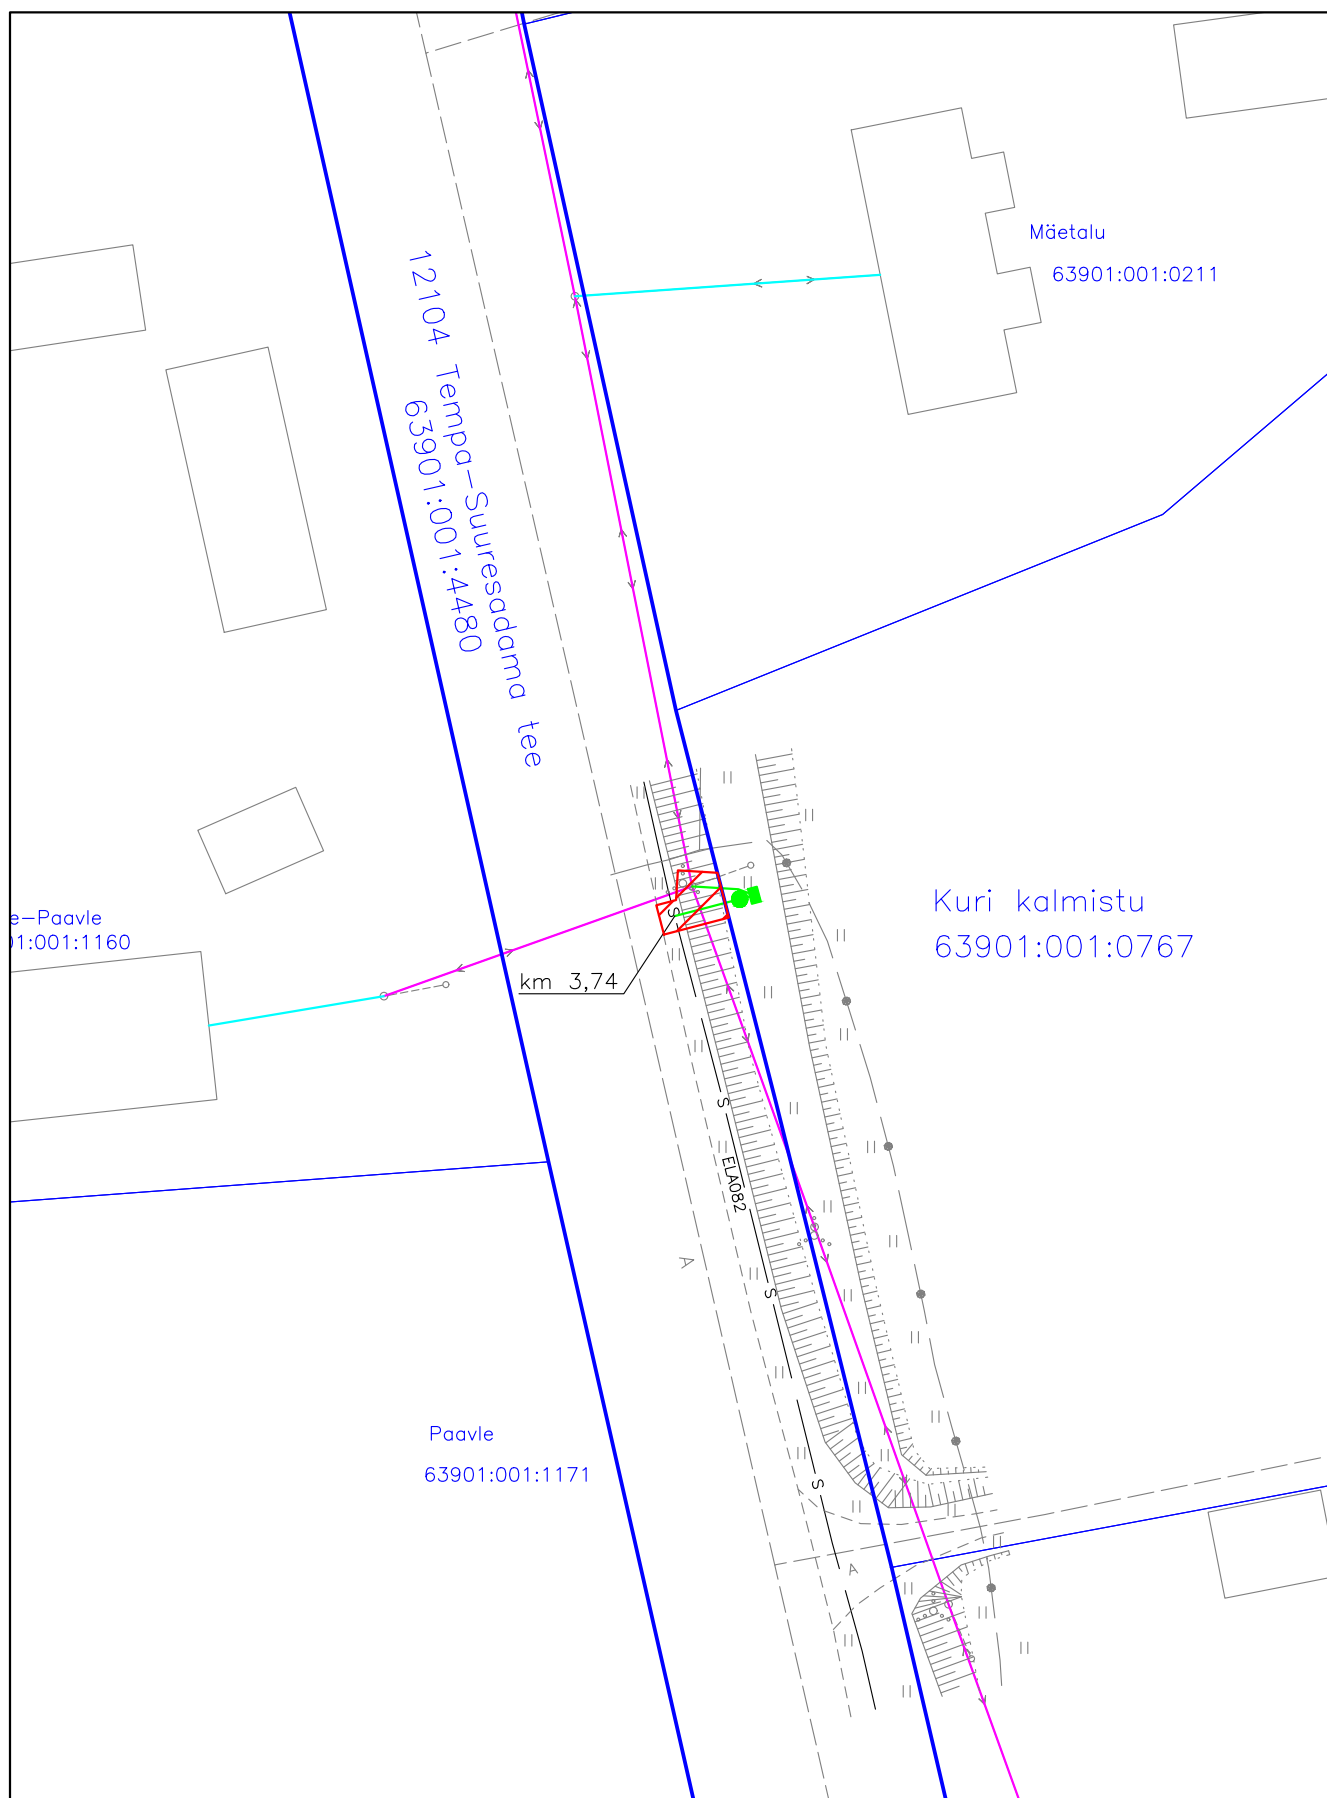 Mäetalu
63901:001:0211
12104 Tempa-Suuresadama tee
63901:001:4480
e-Paavle
01:001:1160
km 3,74
Kuri kalmistu
63901:001:0767
S
S
ELA082
S
A
S
A
Paavle
63901:001:1171